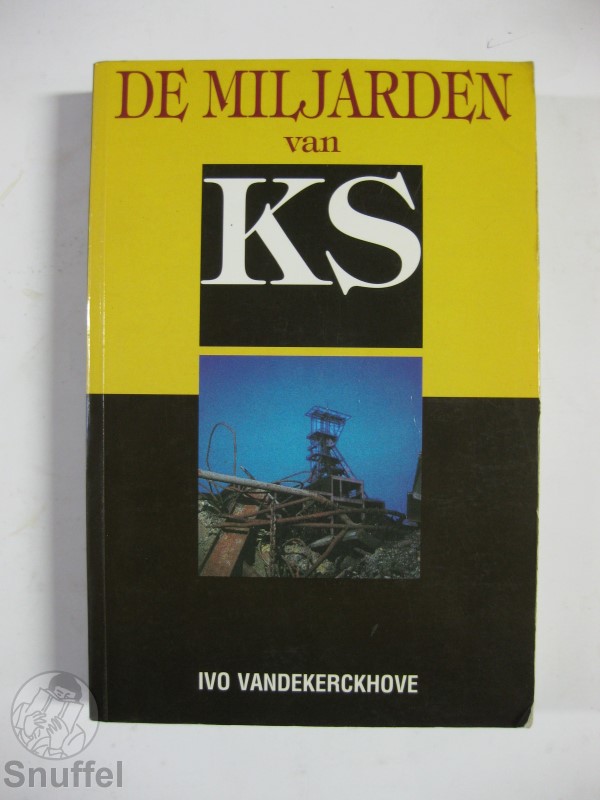 DE MILJARDEN
van
KS
IVO VANDEKERCKHOVE
Snuffel